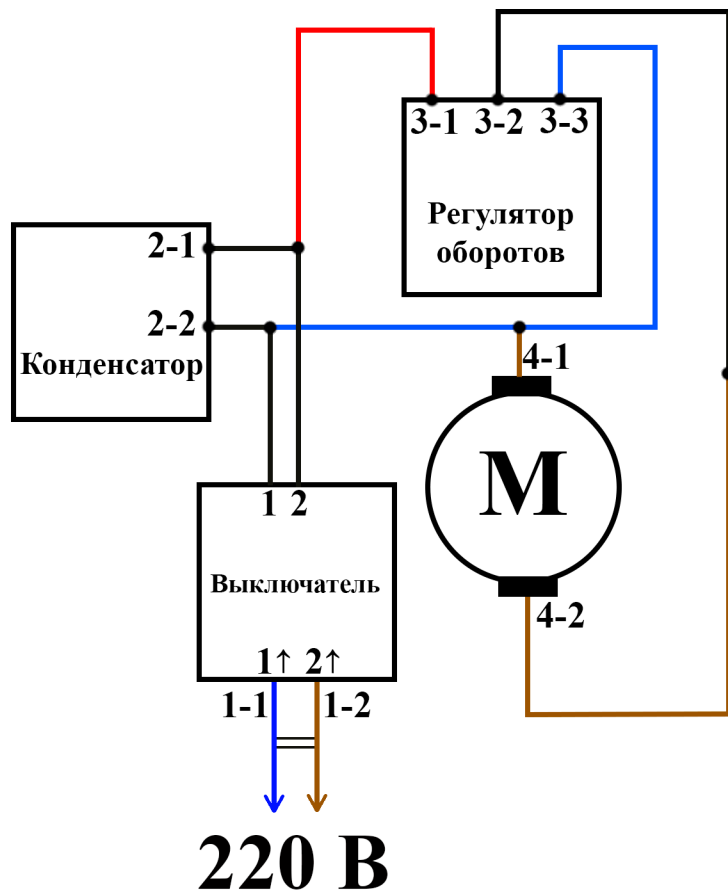 3-1 3-2 3-3
Регулятор
оборотов
2-1
2-2
Конденсатор
4-1
М
4-2
1 2
Выключатель
1↑ 2↑
1-1 1-2
220 В